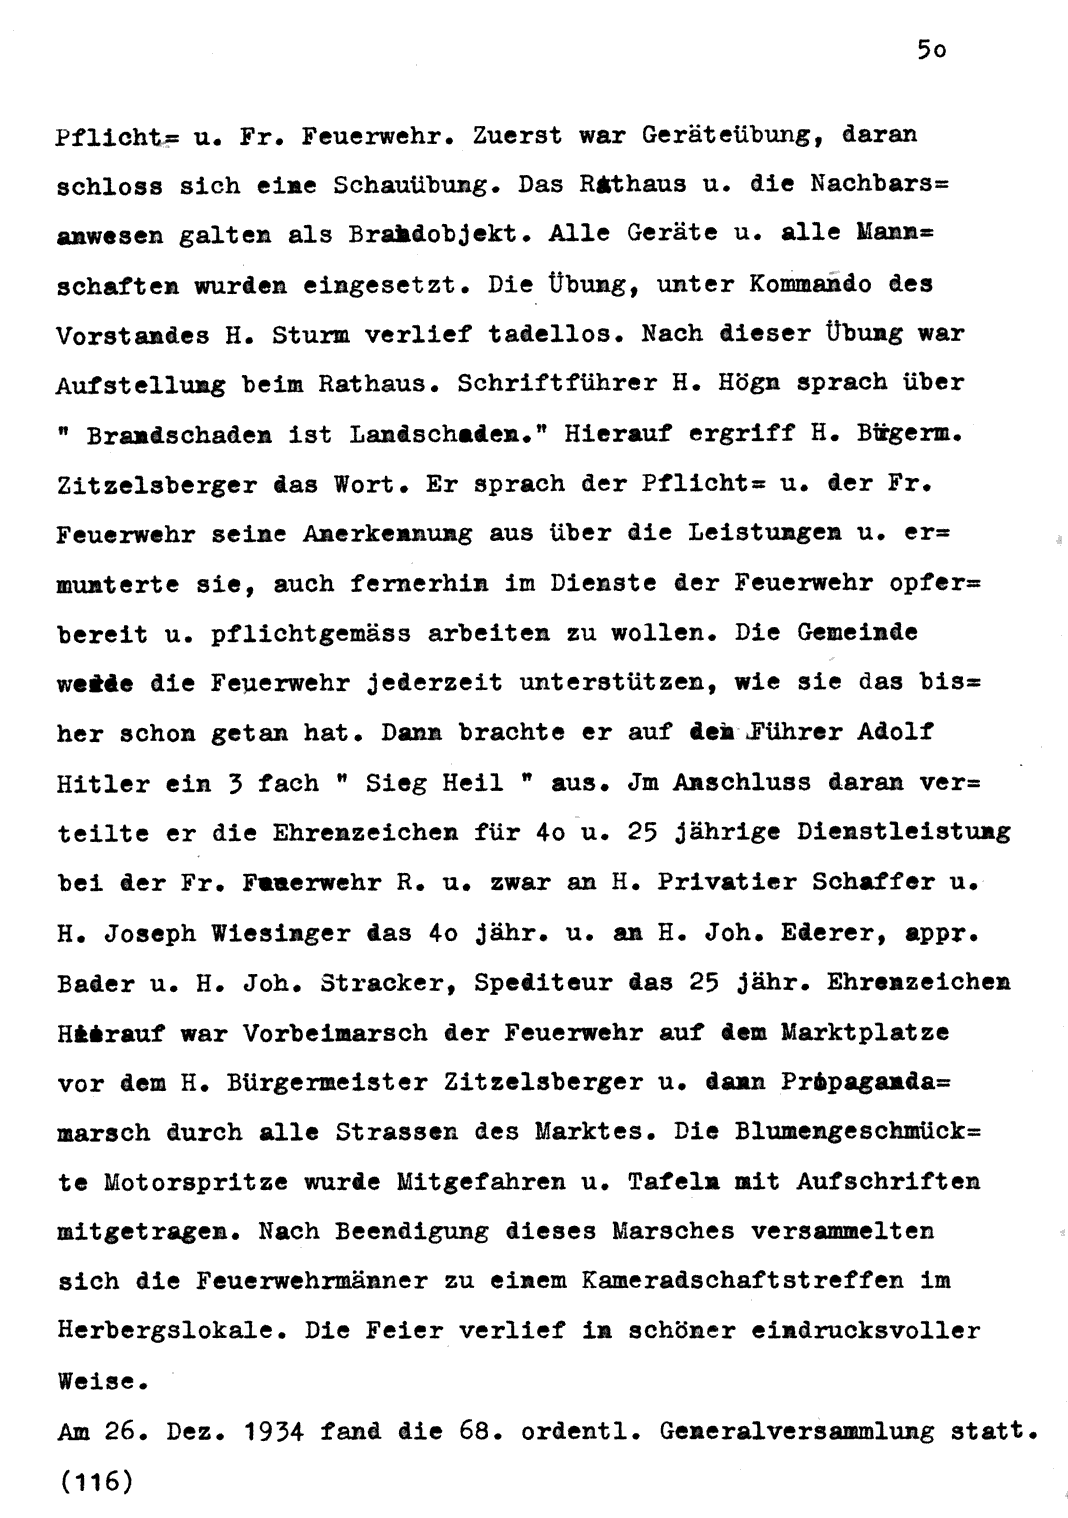 5o
Pflicht= u. Fr. Feuerwehr. Zuerst war Geräteübung, daran
schloss sich eine Schauübung. Das Rathaus u. die Nachbars=
anwesen galten als Brandobjekt. Alle Geräte u. alle Mann=
schaften wurden eingesetzt. Die Übung, unter Kommando des
Vorstandes H. Sturm verlief tadellos. Nach dieser Übung war
Aufstellung beim Rathaus. Schriftführer H. Högn sprach über
" Brandschaden ist Landschaden." Hierauf ergriff H. Bürgerm.
Zitzelsberger das Wort. Er sprach der Pflicht= u. der Fr.
Feuerwehr seine Anerkennung aus über die Leistungen u. er=
munterte sie, auch fernerhin im Dienste der Feuerwehr opfer=
bereit u. pflichtgemäss arbeiten zu wollen. Die Gemeinde
werde die Feuerwehr jederzeit unterstützen, wie sie das bis=
her schon getan hat. Dann brachte er auf den Führer Adolf
Hitler ein 3 fach " Sieg Heil " aus. Jm Anschluss daran ver=
teilte er die Ehrenzeichen für 4o u. 25 jährige Dienstleistung
bei der Fr. Feuerwehr R. u. zwar an H. Privatier Schaffer u.
H. Joseph Wiesinger das 4o jähr. u. an H. Joh. Ederer, appr.
Bader u. H. Joh. Stracker, Spediteur das 25 jähr. Ehrenzeichen
Hierauf war Vorbeimarsch der Feuerwehr auf dem Marktplatze
vor dem H. Bürgermeister Zitzelsberger u. dann Propaganda=
marsch durch alle Strassen des Marktes. Die Blumengeschmück=
te Motorspritze wurde Mitgefahren u. Tafeln mit Aufschriften
mitgetragen. Nach Beendigung dieses Marsches versammelten
sich die Feuerwehrmänner zu einem Kameradschaftstreffen im
Herbergslokale. Die Feier verlief in schöner eindrucksvoller
Weise.
Am 26. Dez. 1934 fand die 68. ordentl. Generalversammlung statt.
(116)